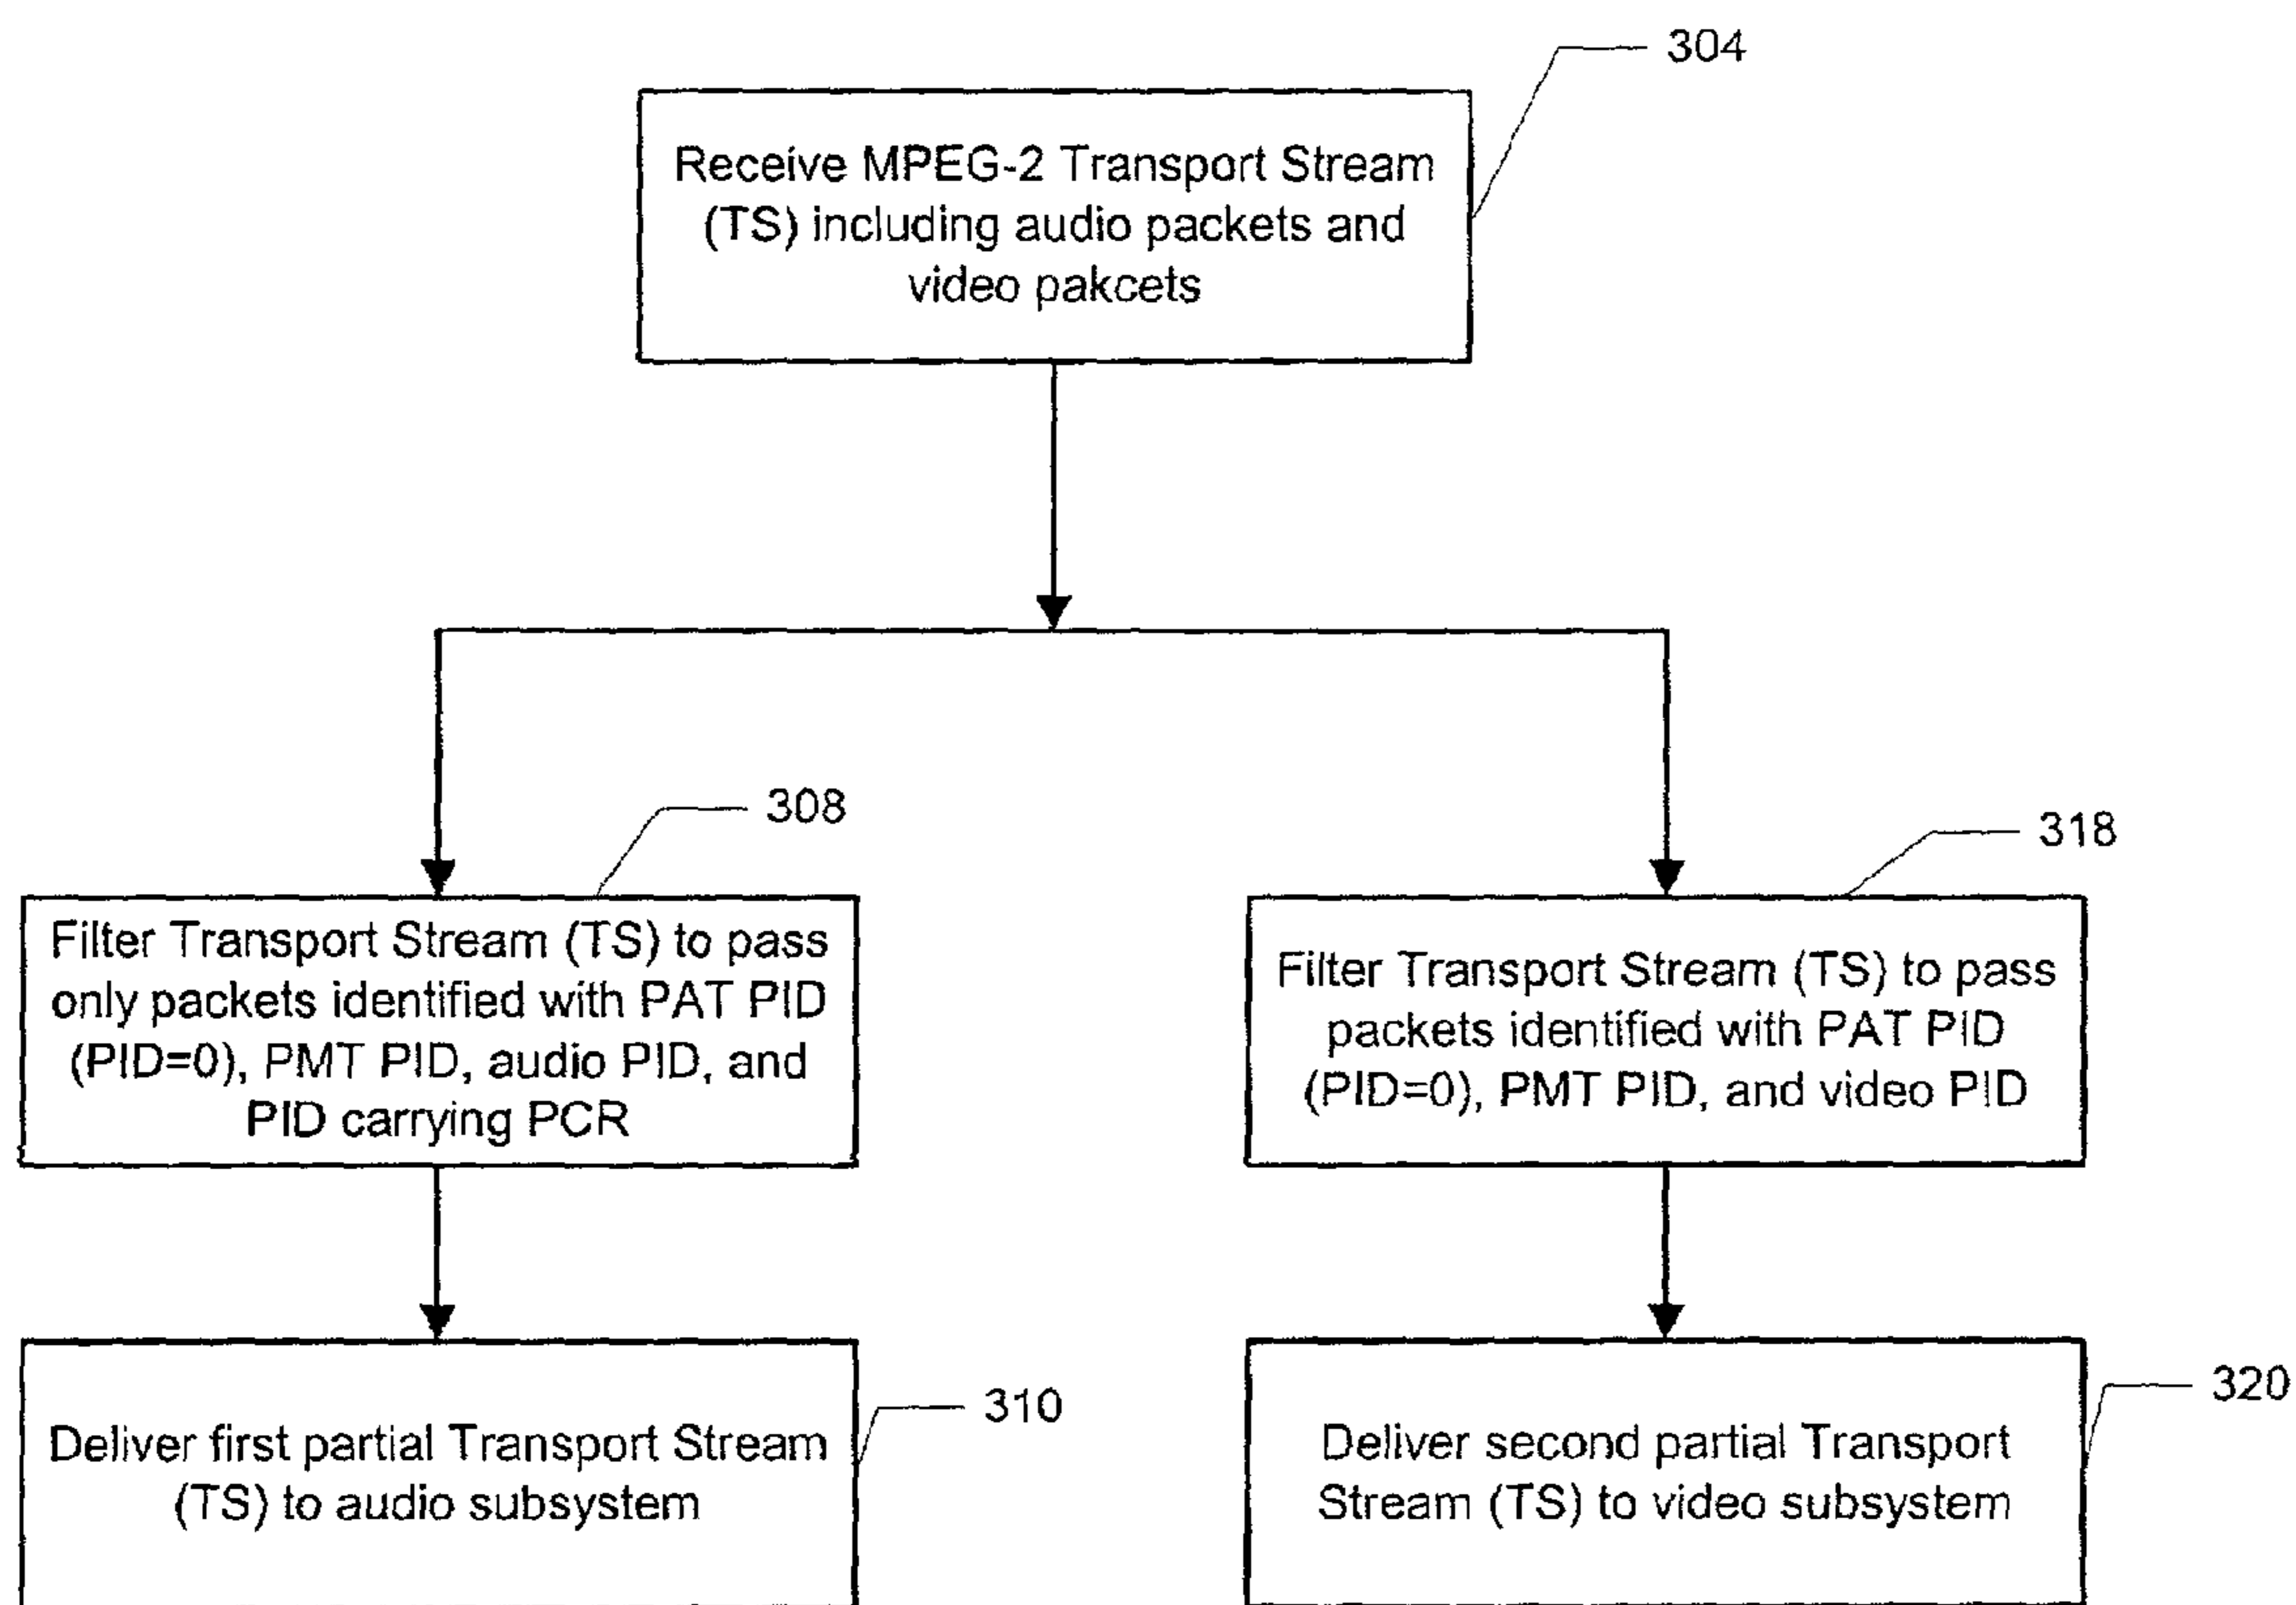 304
Receive MPEG-2 Transport Stream
(TS) including audio packets and
video pakcets
308
Filter Transport Stream (TS) to pass
only packets identified with PAT PID
(PID=0), PMT PID, audio PID, and
PID carrying PCR
318
Filter Transport Stream (TS) to pass
packets identified with PAT PID
(PID=0), PMT PID, and video PID
310
Deliver first partial Transport Stream
(TS) to audio subsystem
320
Deliver second partial Transport
Stream (TS) to video subsystem